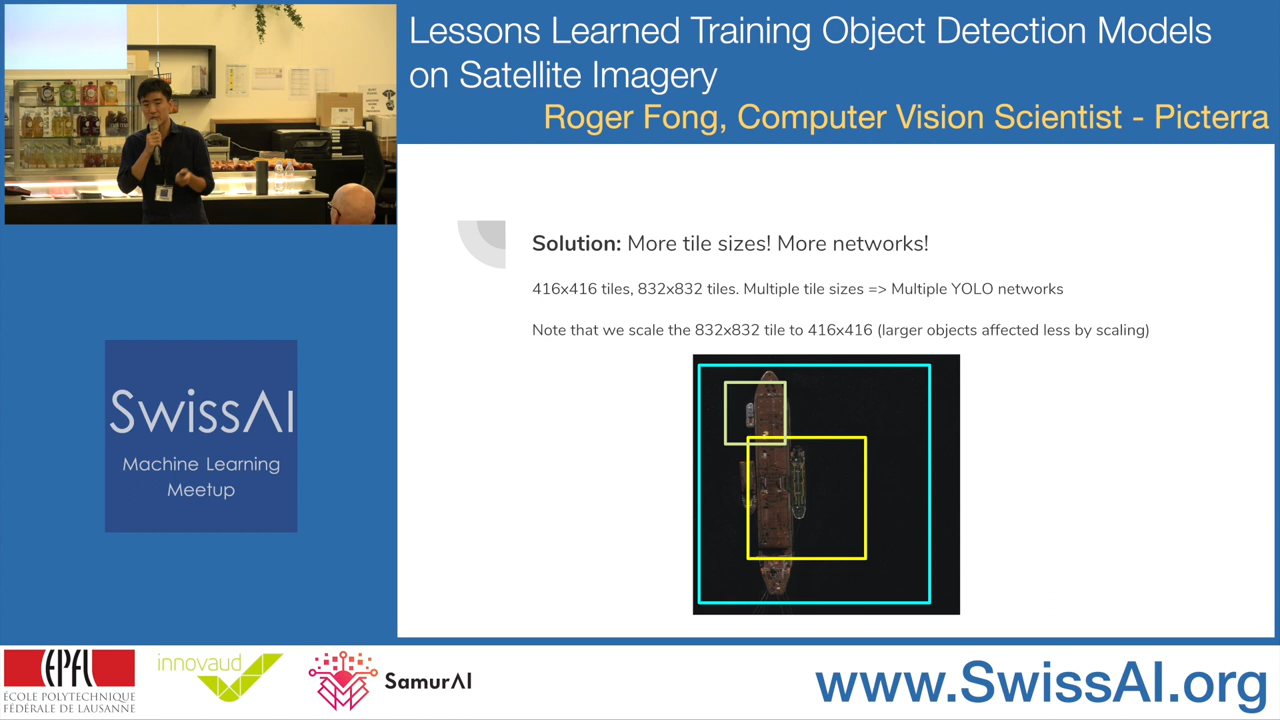 Lessons Learned Training Object Detection Models
on Satellite Imagery
Roger Fong, Computer Vision Scientist - Picterra
Solution: More tile sizes! More networks!
416x416 tiles, 832x832 tiles. Multiple tile sizes => Multiple YOLO networks
Note that we scale the 832x832 tile to 416x416 (larger objects affected less by scaling)
SwissAI
Machine Learning
Meetup
EPFL
ÉCOLE POLYTECHNIQUE
FÉDÉRALE DE LAUSANNE
innovaud
SamurAI
www.SwissAI.org